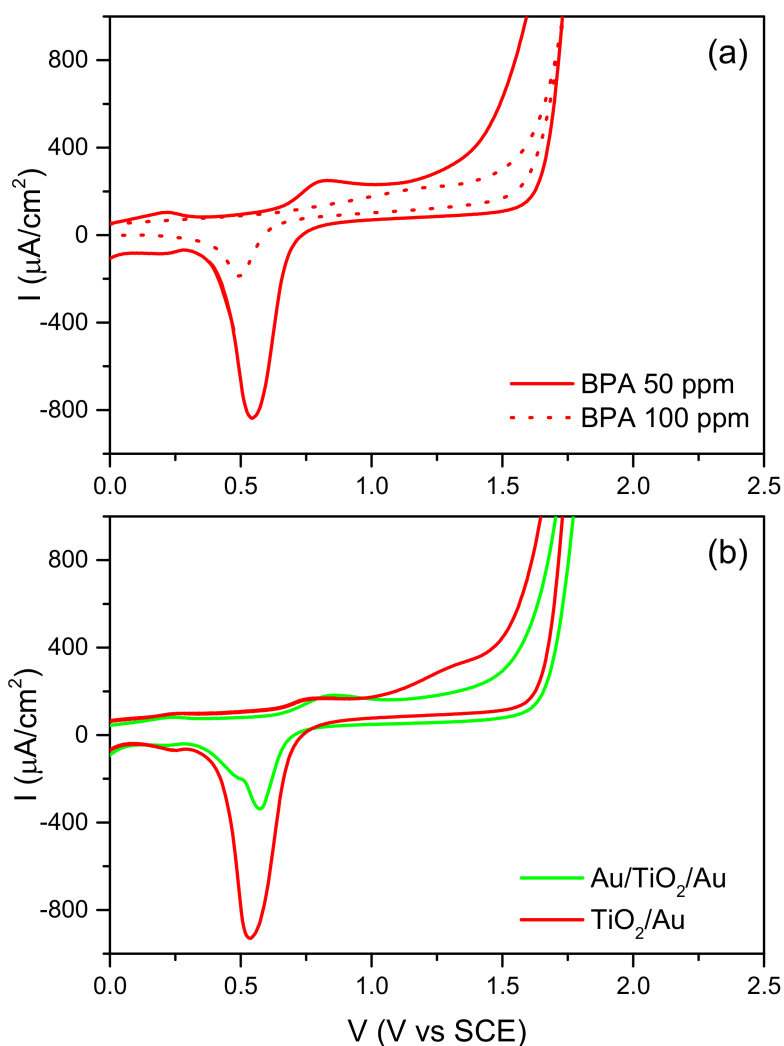 (a)
800
400
0
-400
-800
I (µA/cm²)
BPA 50 ppm
BPA 100 ppm
0.0 0.5 1.0 1.5 2.0 2.5
(b)
800
400
0
-400
-800
I (µA/cm²)
Au/TiO₂/Au
TiO₂/Au
0.0 0.5 1.0 1.5 2.0 2.5
V (V vs SCE)